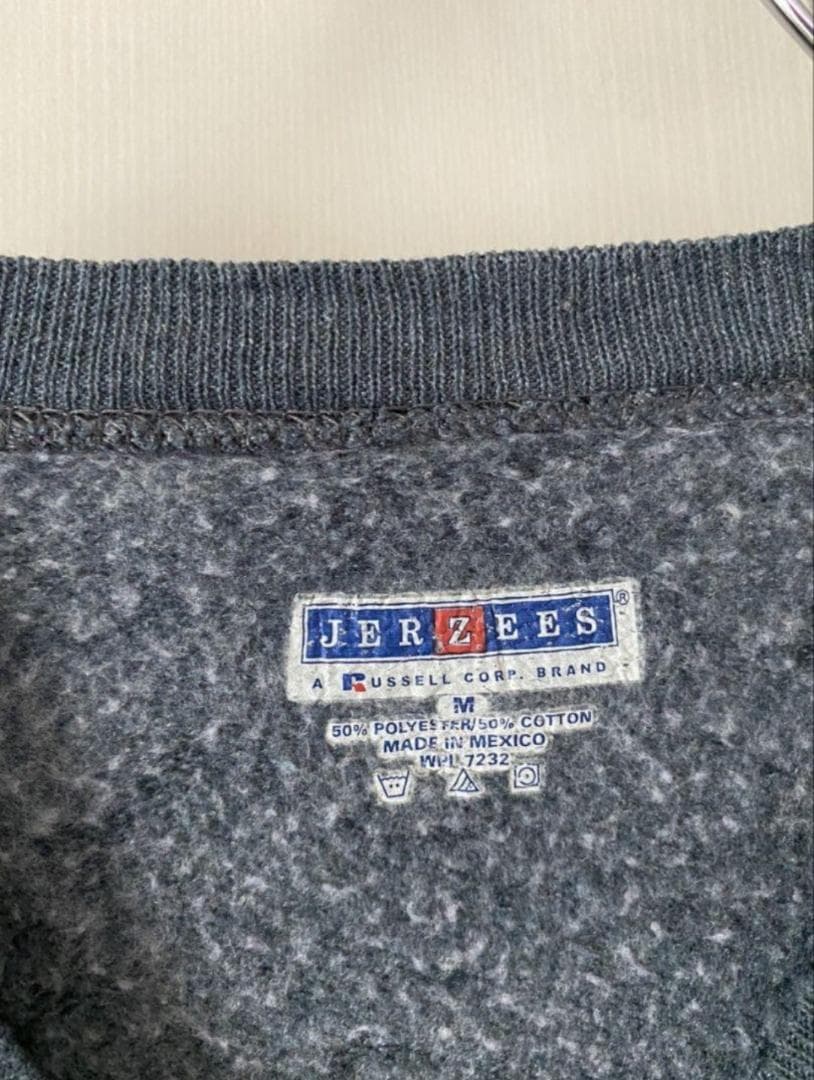 JERZEES®
A RUSSELL CORP. BRAND
M
50% POLYESTER/50% COTTON
MADE IN MEXICO
WPL 7232